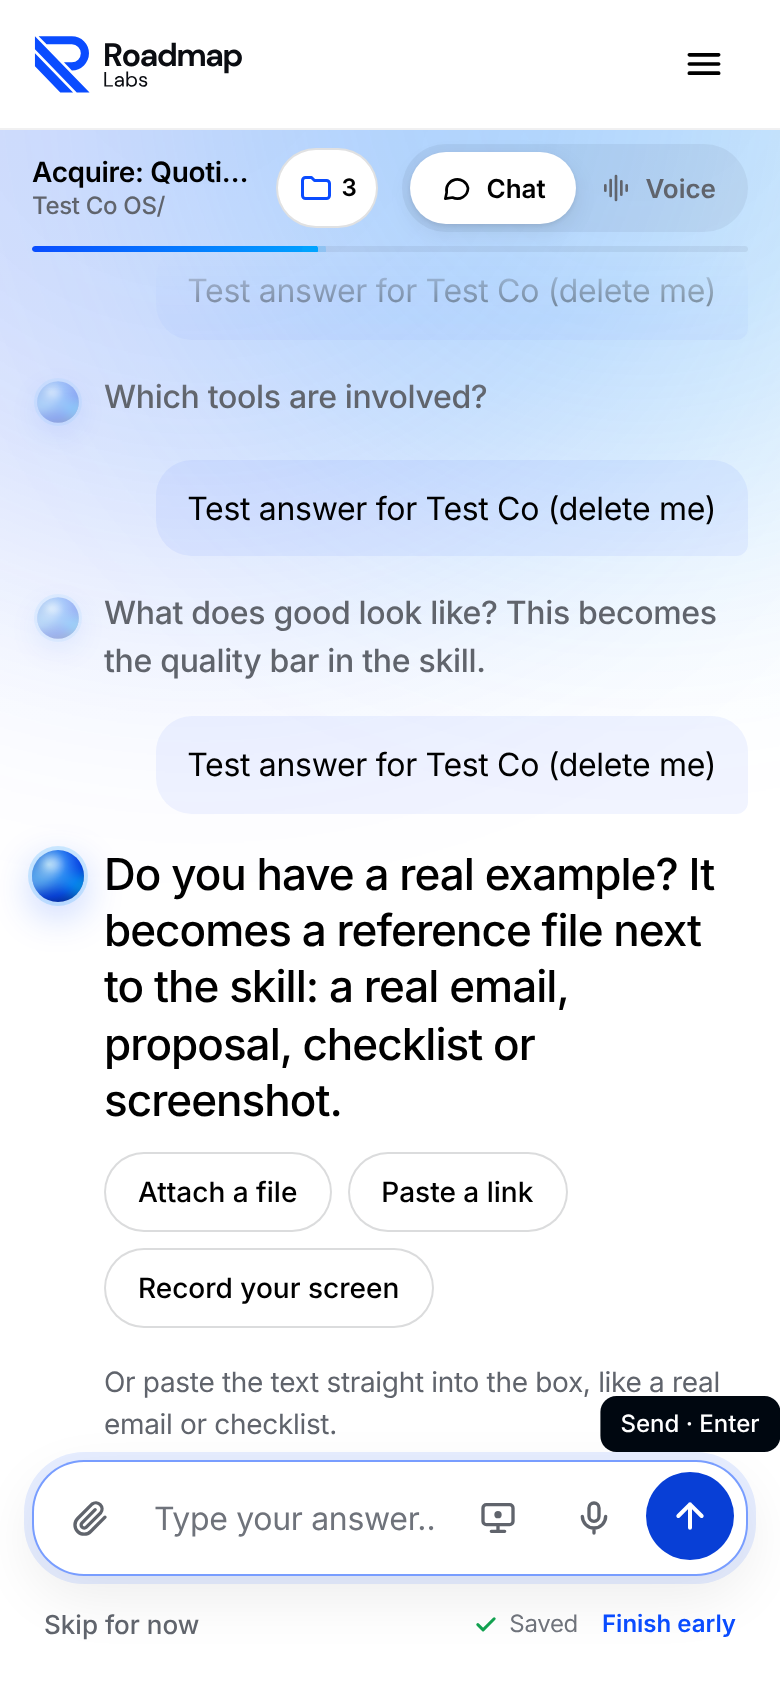 Roadmap
Labs
Acquire: Quoti...
Test Co OS/
3
Chat
Voice
Test answer for Test Co (delete me)
Which tools are involved?
Test answer for Test Co (delete me)
What does good look like? This becomes
the quality bar in the skill.
Test answer for Test Co (delete me)
Do you have a real example? It
becomes a reference file next
to the skill: a real email,
proposal, checklist or
screenshot.
Attach a file
Paste a link
Record your screen
Or paste the text straight into the box, like a real
email or checklist.
Send · Enter
Type your answer..
Skip for now
Saved
Finish early